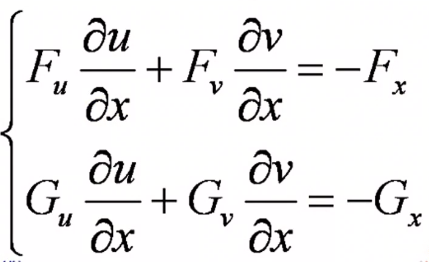 F_u ∂u/∂x + F_v ∂v/∂x = -F_x
G_u ∂u/∂x + G_v ∂v/∂x = -G_x